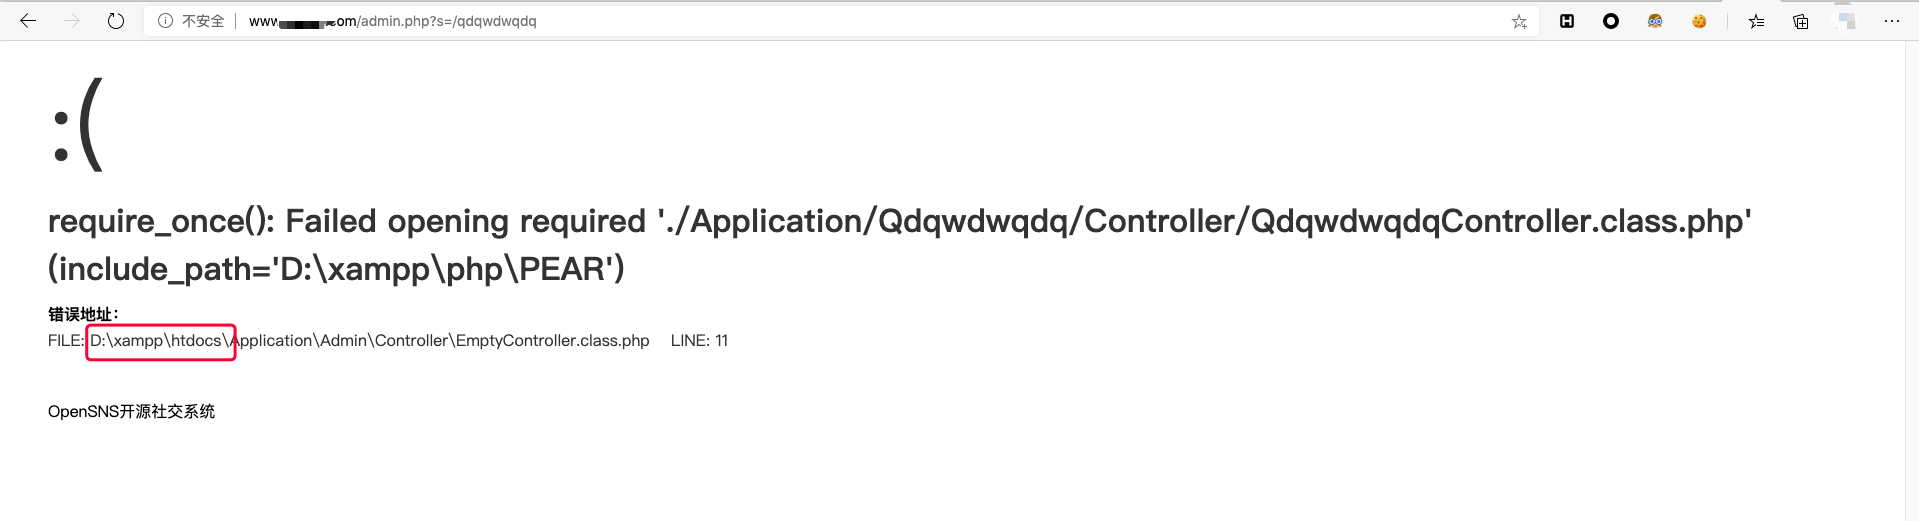 不安全 www.om/admin.php?s=/qdqwdwqdq
:(
require_once(): Failed opening required './Application/Qdqwdwqdq/Controller/QdqwdwqdqController.class.php'
(include_path='D:\xampp\php\PEAR')
错误地址：
FILE: D:\xampp\htdocs\Application\Admin\Controller\EmptyController.class.php LINE: 11
OpenSNS开源社交系统